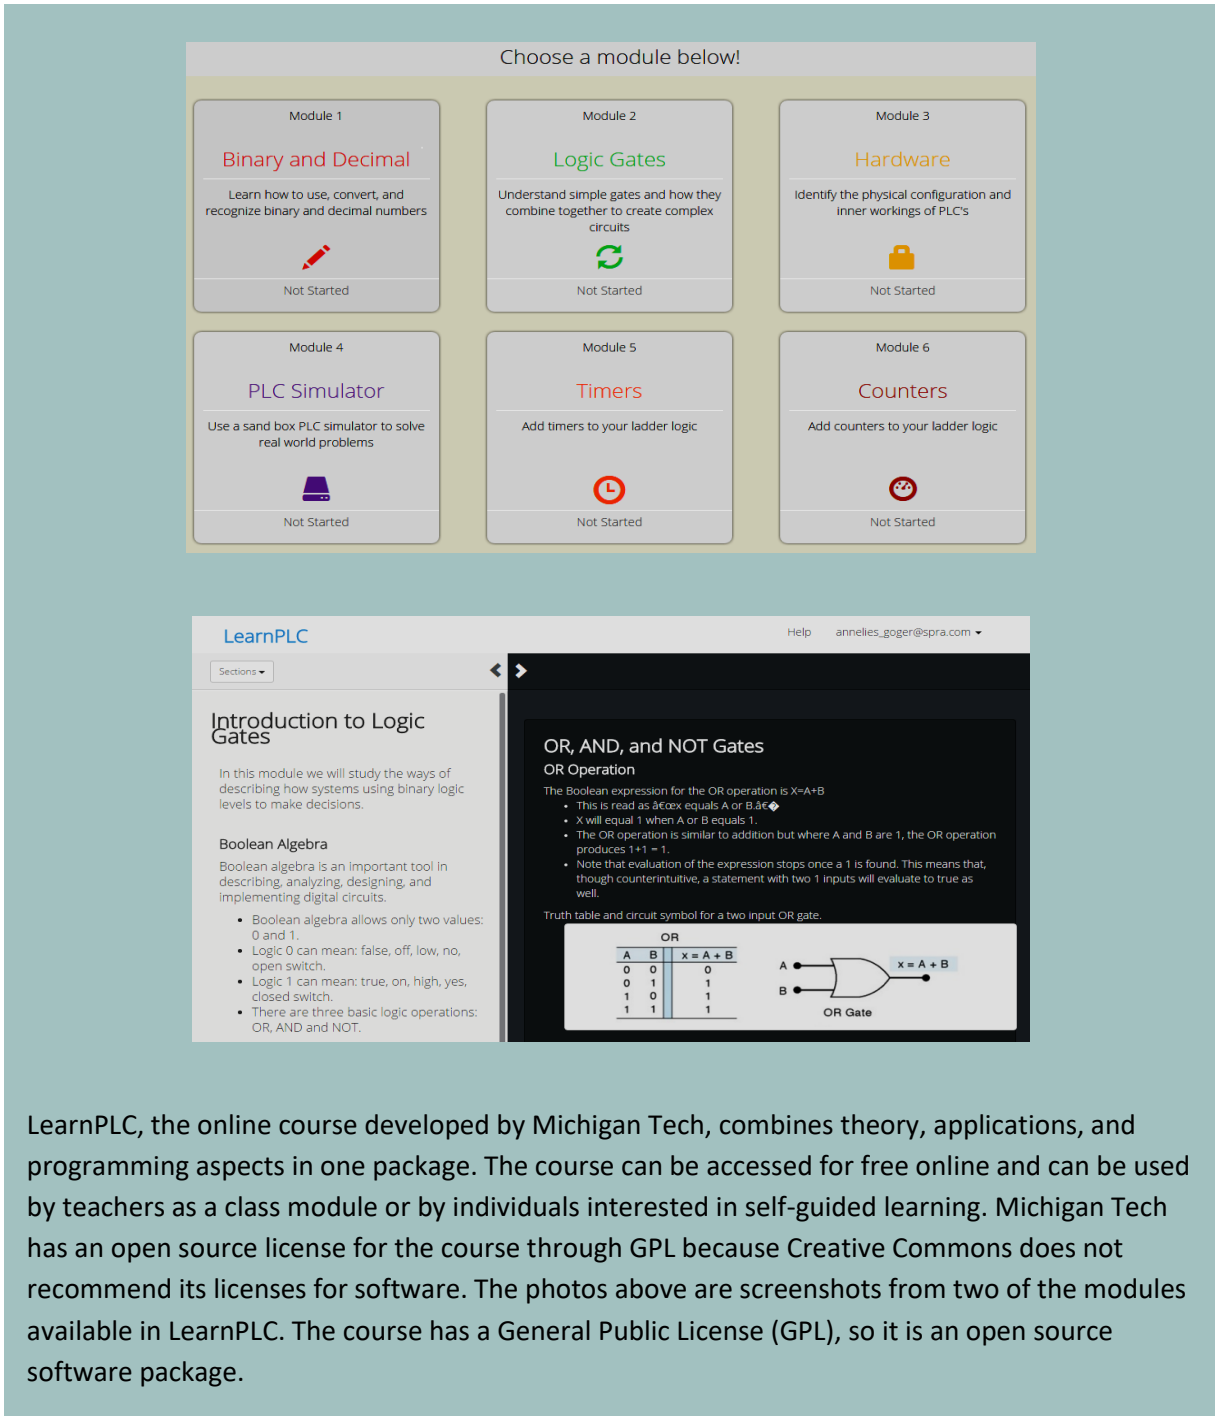 Choose a module below!
Module 1
Binary and Decimal
Learn how to use, convert, and
recognize binary and decimal numbers
Not Started
Module 2
Logic Gates
Understand simple gates and how they
combine together to create complex
circuits
Not Started
Module 3
Hardware
Identify the physical configuration and
inner workings of PLC's
Not Started
Module 4
PLC Simulator
Use a sand box PLC simulator to solve
real world problems
Not Started
Module 5
Timers
Add timers to your ladder logic
Not Started
Module 6
Counters
Add counters to your ladder logic
Not Started
LearnPLC
Help annelies_goger@spra.com
Sections
Introduction to Logic
Gates
In this module we will study the ways of
describing how systems using binary logic
levels to make decisions.
Boolean Algebra
Boolean algebra is an important tool in
describing, analyzing, designing, and
implementing digital circuits.
• Boolean algebra allows only two values:
0 and 1.
• Logic 0 can mean: false, off, low, no,
open switch.
• Logic 1 can mean: true, on, high, yes,
closed switch.
• There are three basic logic operations:
OR, AND and NOT.
OR, AND, and NOT Gates
OR Operation
The Boolean expression for the OR operation is X=A+B
• This is read as â€œx equals A or B.â€�
• X will equal 1 when A or B equals 1.
• The OR operation is similar to addition but where A and B are 1, the OR operation
produces 1+1 = 1.
• Note that evaluation of the expression stops once a 1 is found. This means that,
though counterintuitive, a statement with two 1 inputs will evaluate to true as
well.
Truth table and circuit symbol for a two input OR gate.
OR
A B x = A + B
0 0 0
0 1 1
1 0 1
1 1 1
A
B
x = A + B
OR Gate
LearnPLC, the online course developed by Michigan Tech, combines theory, applications, and
programming aspects in one package. The course can be accessed for free online and can be used
by teachers as a class module or by individuals interested in self-guided learning. Michigan Tech
has an open source license for the course through GPL because Creative Commons does not
recommend its licenses for software. The photos above are screenshots from two of the modules
available in LearnPLC. The course has a General Public License (GPL), so it is an open source
software package.